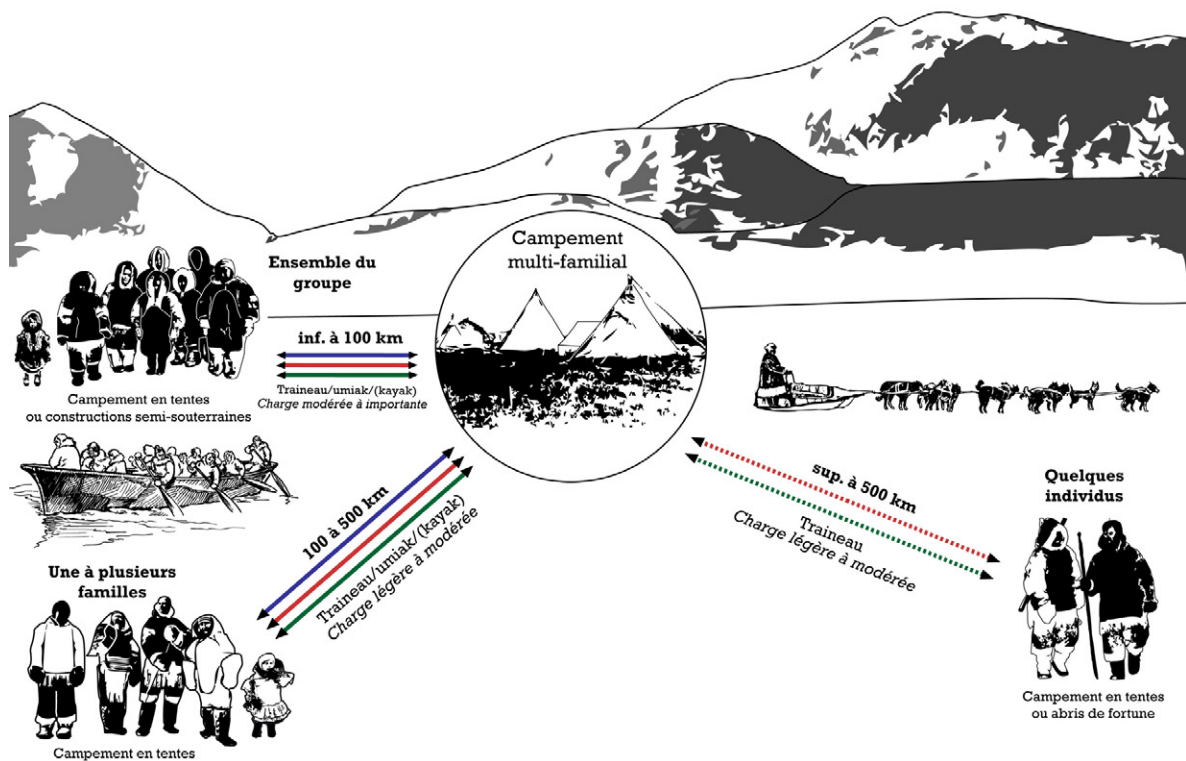 Campement
multi-familial
Ensemble du
groupe
inf. à 100 km
Traineau/umiak/(kayak)
Charge modérée à importante
Campement en tentes
ou constructions semi-souterraines
100 à 500 km
Traineau/umiak/(kayak)
Charge légère à modérée
Une à plusieurs
familles
Campement en tentes
sup. à 500 km
Traineau
Charge légère à modérée
Quelques
individus
Campement en tentes
ou abris de fortune